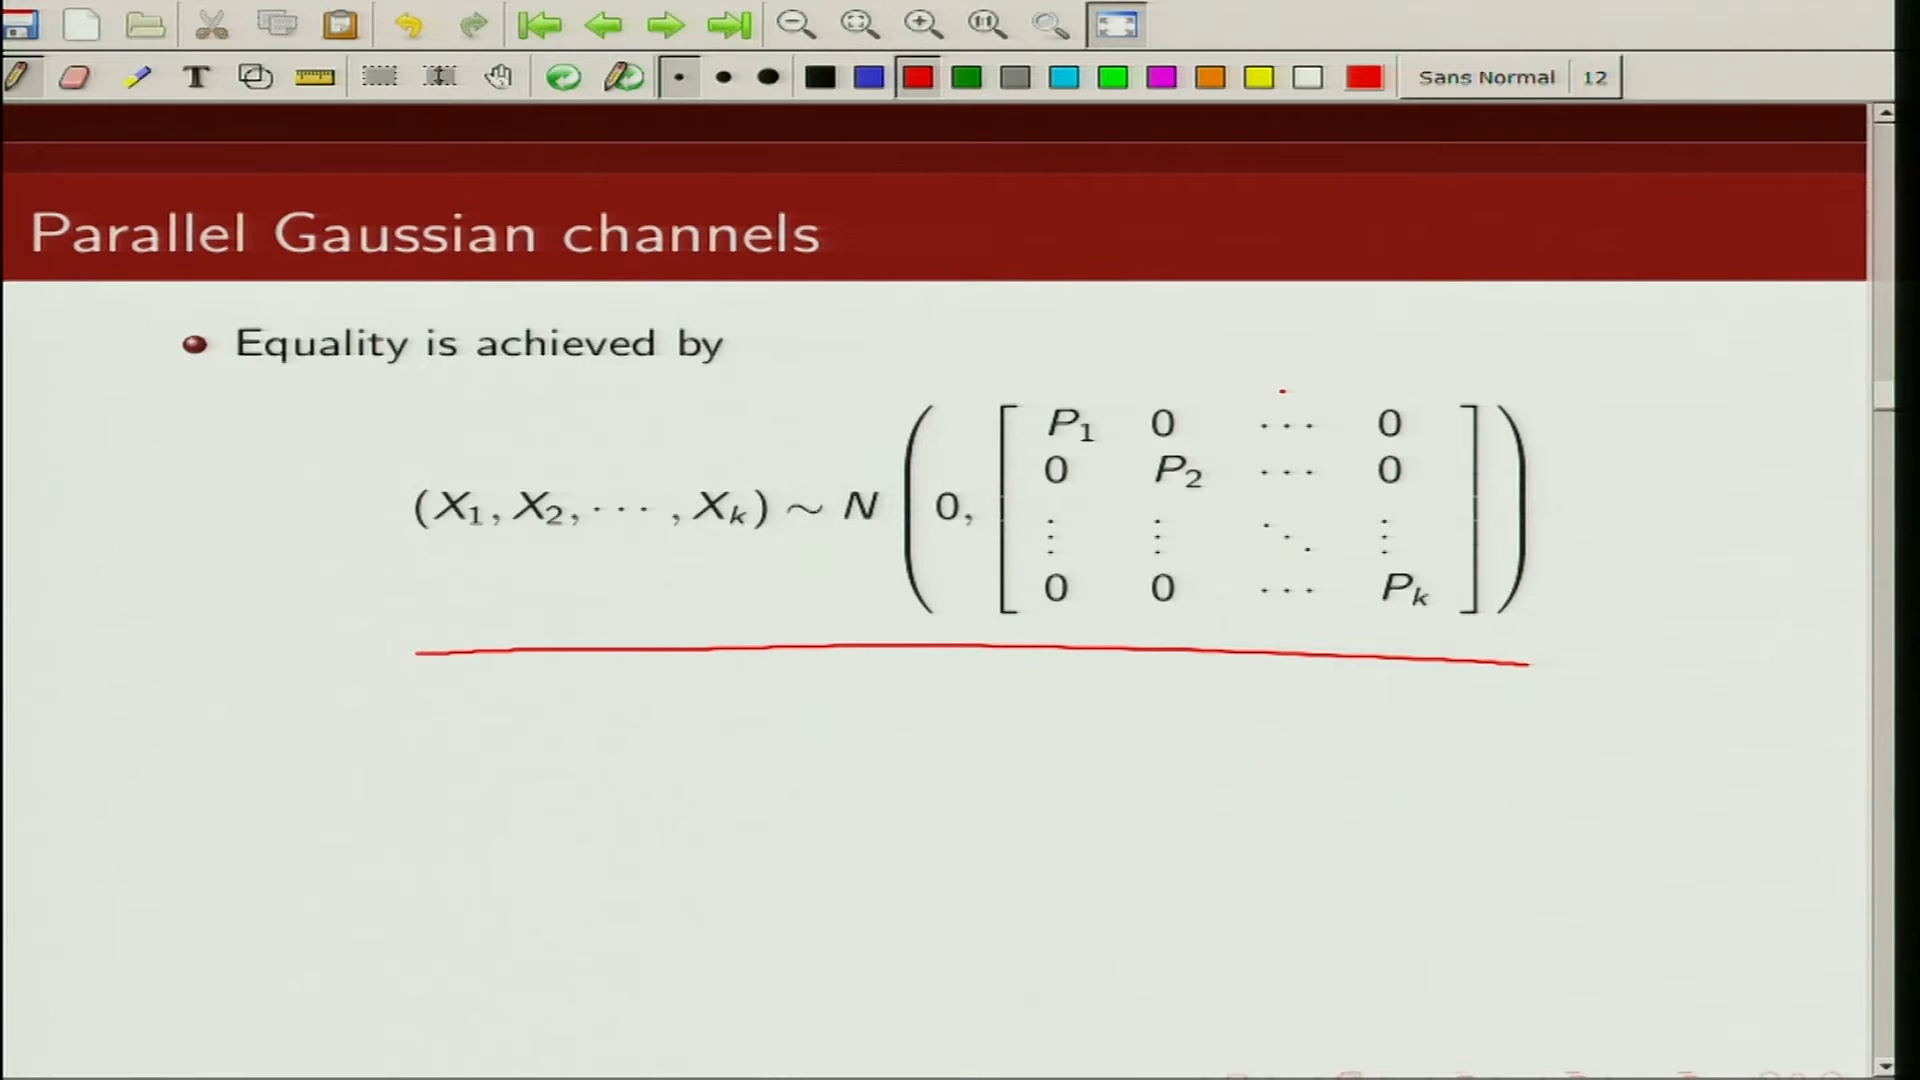 T
Sans Normal 12
Parallel Gaussian channels
Equality is achieved by
(X₁, X₂, ⋯ , Xₖ) ∼ N ( 0, [ P₁ 0 ⋯ 0
0 P₂ ⋯ 0
⋮ ⋮ ⋱ ⋮
0 0 ⋯ Pₖ ] )